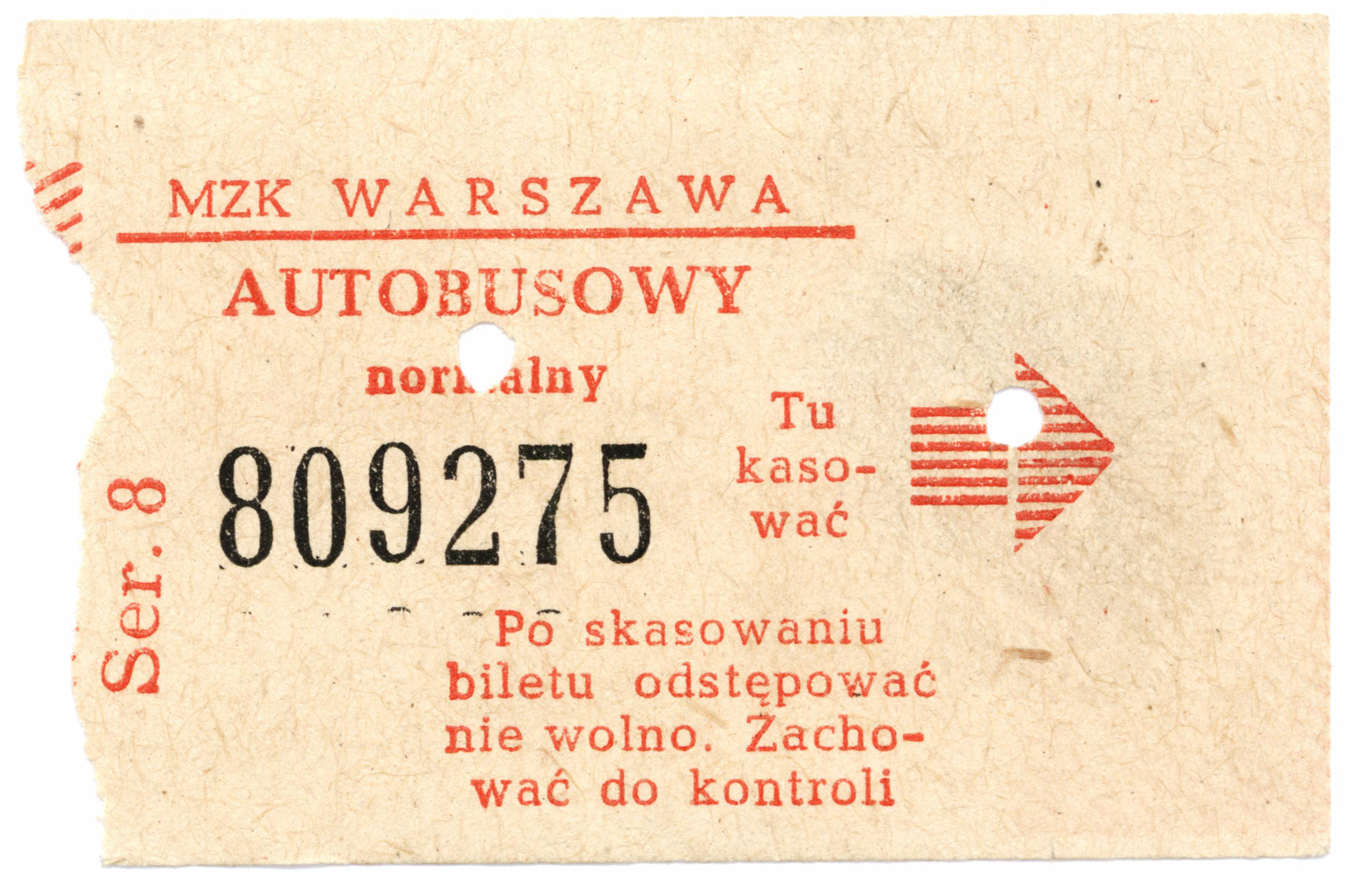 MZK WARSZAWA
AUTOBUSOWY
normalny
809275
Tu
kaso-
wać
Ser. 8
Po skasowaniu
biletu odstępować
nie wolno. Zacho-
wać do kontroli